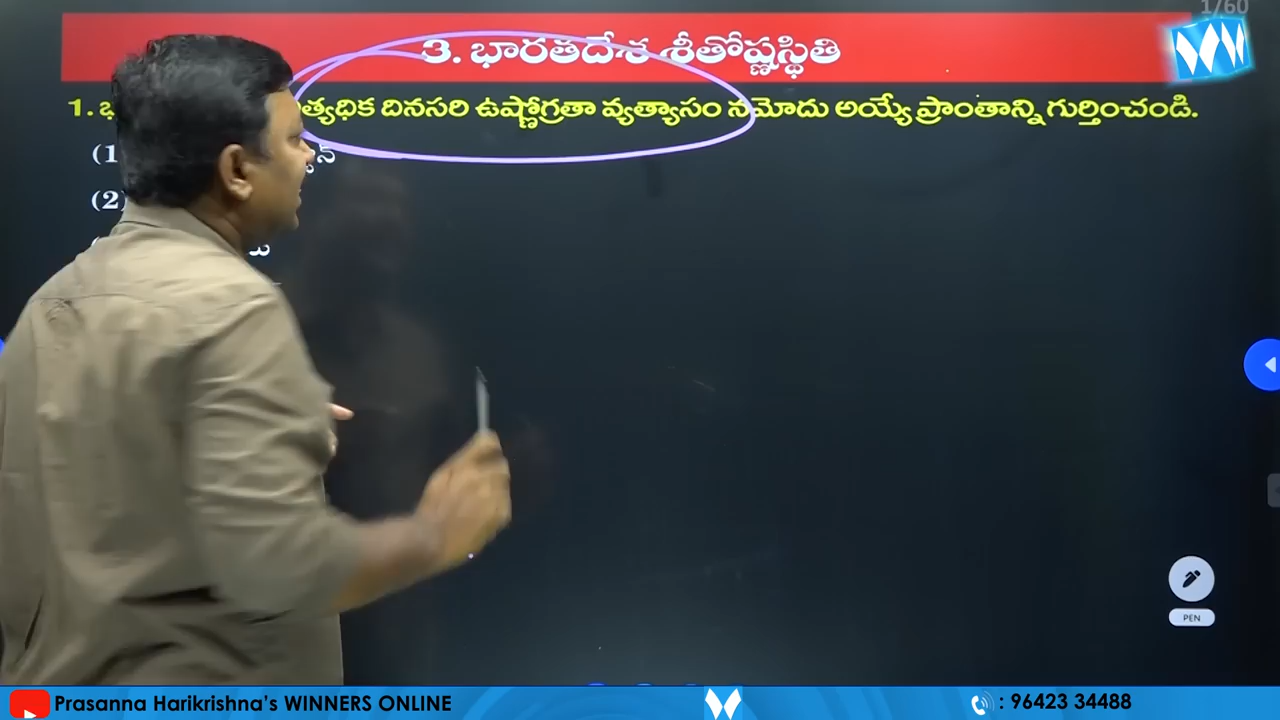 1/60
3. భారతదేశ శీతోష్ణస్థితి
1. దినసరి ఉష్ణోగ్రతా వ్యత్యాసం నమోదు అయ్యే ప్రాంతాన్ని గుర్తించండి.
(1
(2)
PEN
Prasanna Harikrishna's WINNERS ONLINE
: 96423 34488